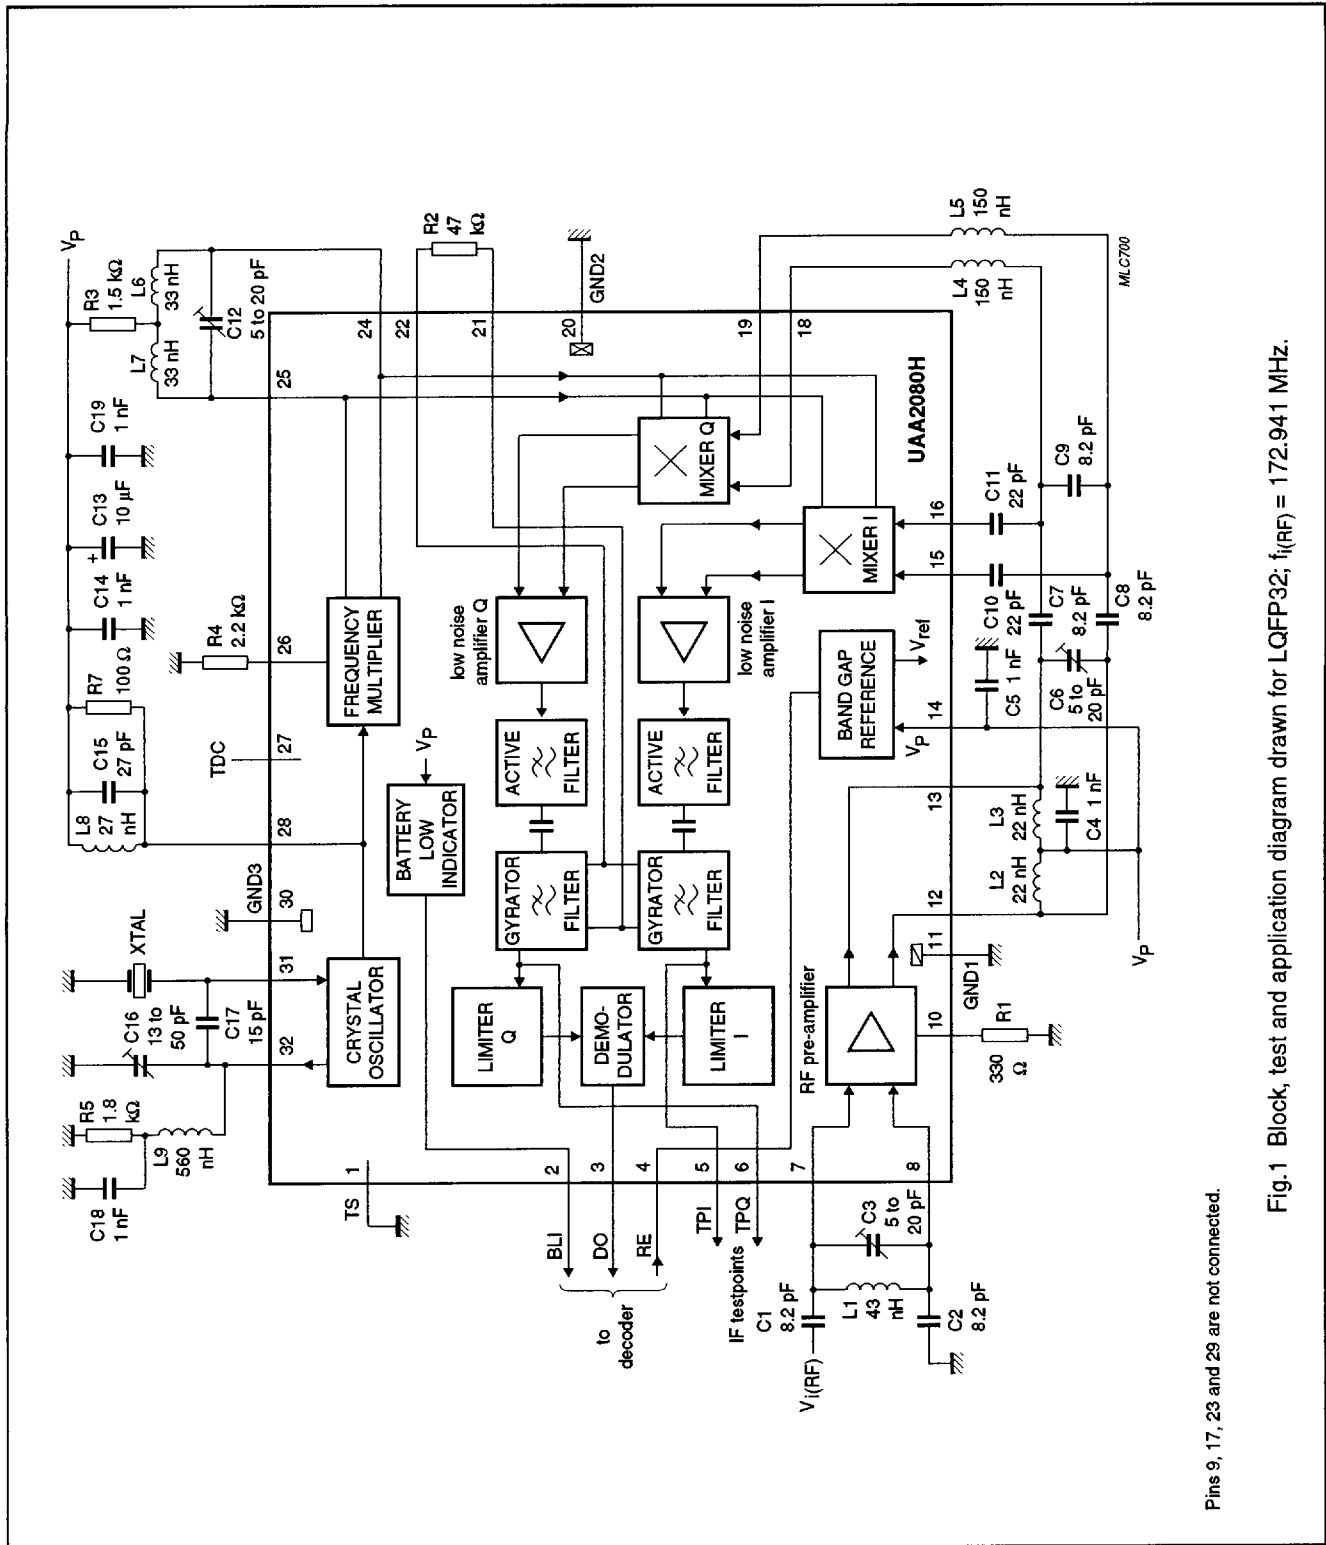 VP
R3
1.5 kΩ
L6
33 nH
L7
33 nH
C12
5 to 20 pF
C19
1 nF
C13
10 μF
+
C14
1 nF
R4
2.2 kΩ
R7
100 Ω
C15
27 pF
L8
27
nH
TDC
GND3
XTAL
C16
13 to
50 pF
C17
15 pF
R5
1.8
kΩ
L9
560
nH
C18
1 nF
TS
1
32
31
30
28
27
26
25
24
22
21
20
19
18
R2
47
kΩ
GND2
CRYSTAL
OSCILLATOR
FREQUENCY
MULTIPLIER
BATTERY
LOW
INDICATOR
VP
low noise
amplifier Q
ACTIVE
FILTER
GYRATOR
FILTER
LIMITER
Q
DEMO-
DULATOR
LIMITER
I
GYRATOR
FILTER
ACTIVE
FILTER
low noise
amplifier I
MIXER Q
MIXER I
UAA2080H
BAND GAP
REFERENCE
Vref
VP
RF pre-amplifier
2
3
4
5
6
7
8
10
11
12
13
14
15
16
BLI
DO
RE
to
decoder
TPI
TPQ
IF testpoints
C1
8.2 pF
Vi(RF)
L1
43
nH
C3
5 to
20 pF
C2
8.2 pF
R1
330
Ω
GND1
L2
22 nH
L3
22 nH
C4 1 nF
VP
C5 1 nF
C6
5 to
20 pF
C10
22 pF
C7
8.2 pF
C8
8.2 pF
C11
22 pF
C9
8.2 pF
L4
150
nH
L5
150
nH
MLC700
Pins 9, 17, 23 and 29 are not connected.
Fig.1 Block, test and application diagram drawn for LQFP32; fi(RF) = 172.941 MHz.